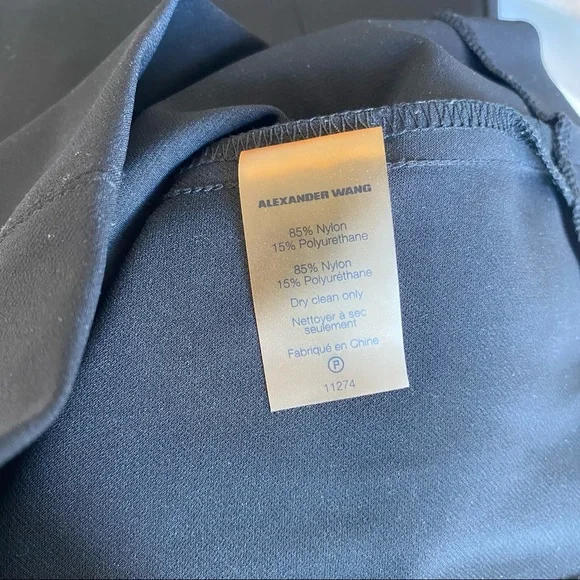 ALEXANDER WANG
85% Nylon
15% Polyurethane
85% Nylon
15% Polyuréthane
Dry clean only
Nettoyer à sec
seulement
Fabriqué en Chine
P
11274